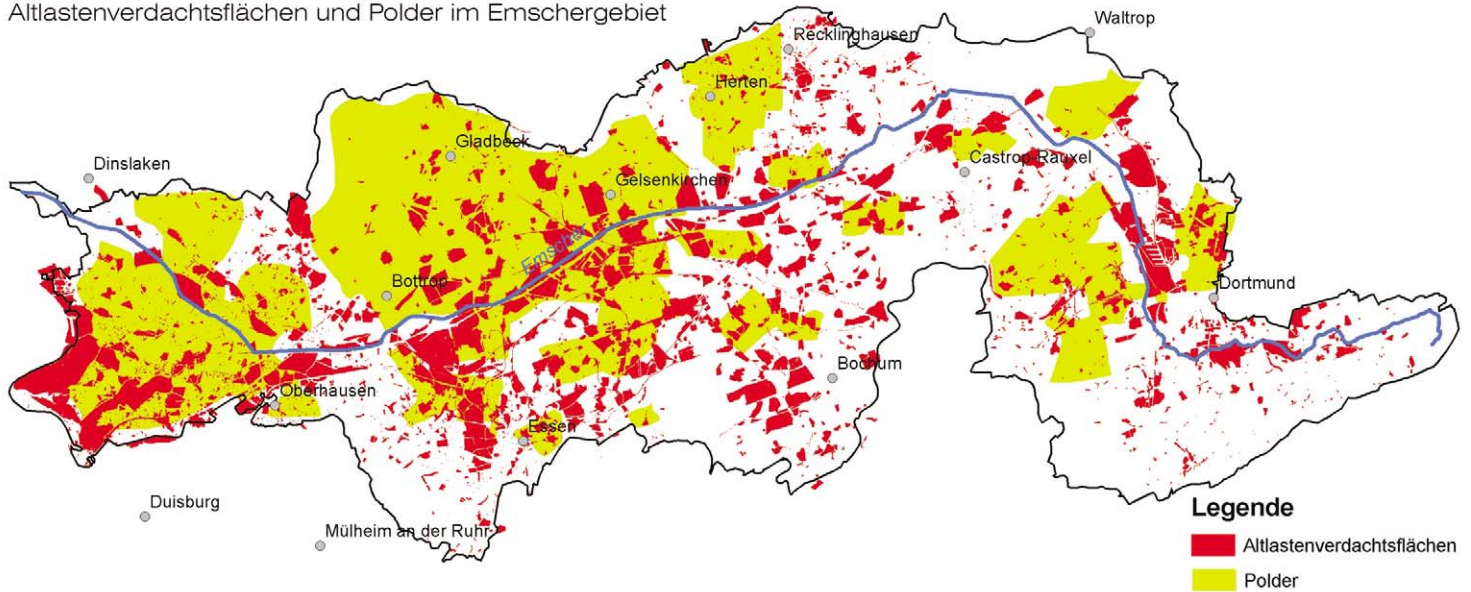 Altlastenverdachtsflächen und Polder im Emschergebiet
Waltrop
Recklinghausen
Herten
Gladbeck
Dinslaken
Castrop-Rauxel
Gelsenkirchen
Emscher
Bottrop
Dortmund
Bochum
Oberhausen
Essen
Duisburg
Mülheim an der Ruhr
Legende
Altlastenverdachtsflächen
Polder